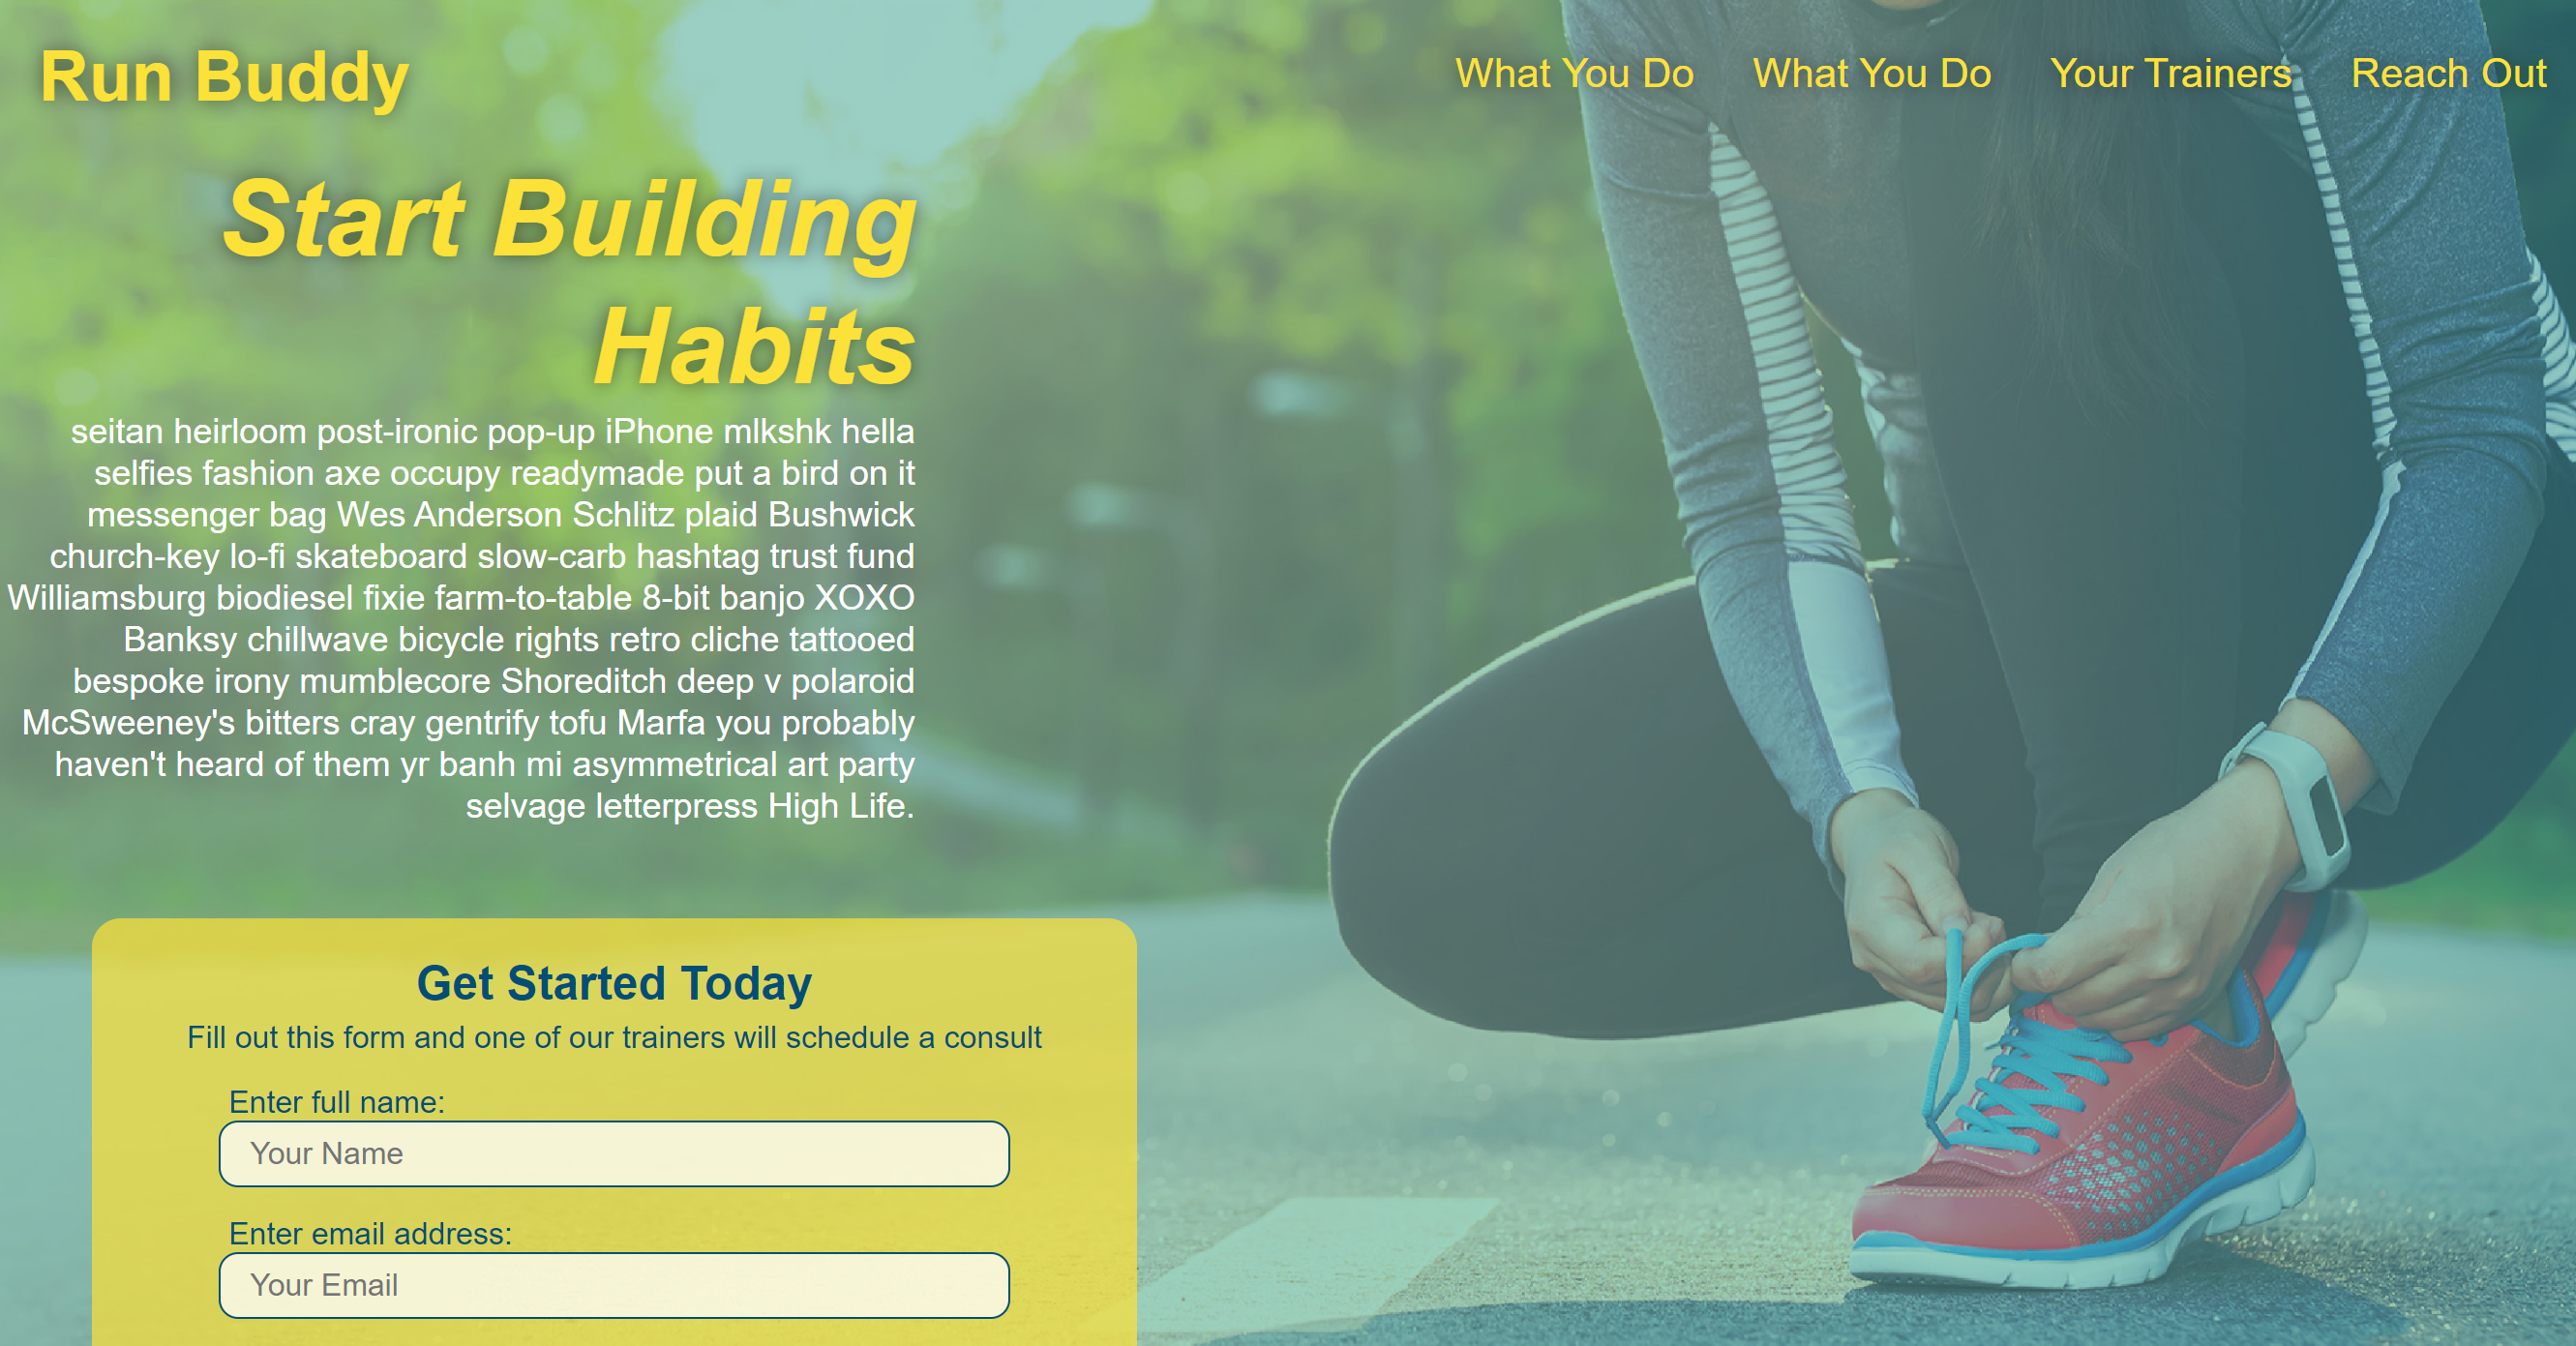 Run Buddy
What You Do
What You Do
Your Trainers
Reach Out
Start Building
Habits
seitan heirloom post-ironic pop-up iPhone mlkshk hella
selfies fashion axe occupy readymade put a bird on it
messenger bag Wes Anderson Schlitz plaid Bushwick
church-key lo-fi skateboard slow-carb hashtag trust fund
Williamsburg biodiesel fixie farm-to-table 8-bit banjo XOXO
Banksy chillwave bicycle rights retro cliche tattooed
bespoke irony mumblecore Shoreditch deep v polaroid
McSweeney's bitters cray gentrify tofu Marfa you probably
haven't heard of them yr banh mi asymmetrical art party
selvage letterpress High Life.
Get Started Today
Fill out this form and one of our trainers will schedule a consult
Enter full name:
Your Name
Enter email address:
Your Email